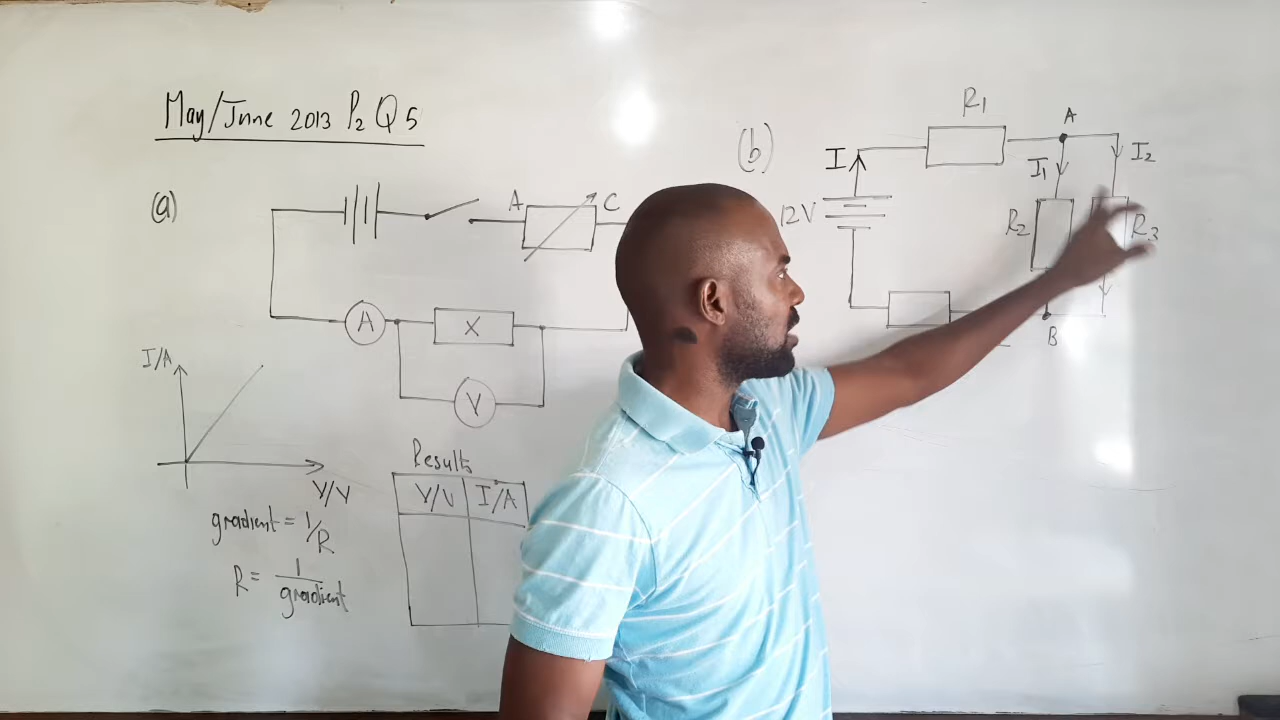 May/June 2013 P2 Q5
(a)
A
C
A
X
V
I/A
V/V
gradient = 1/R
R = 1/gradient
Results
V/V I/A
(b)
R1
A
I
I1
I2
12V
R2
R3
B